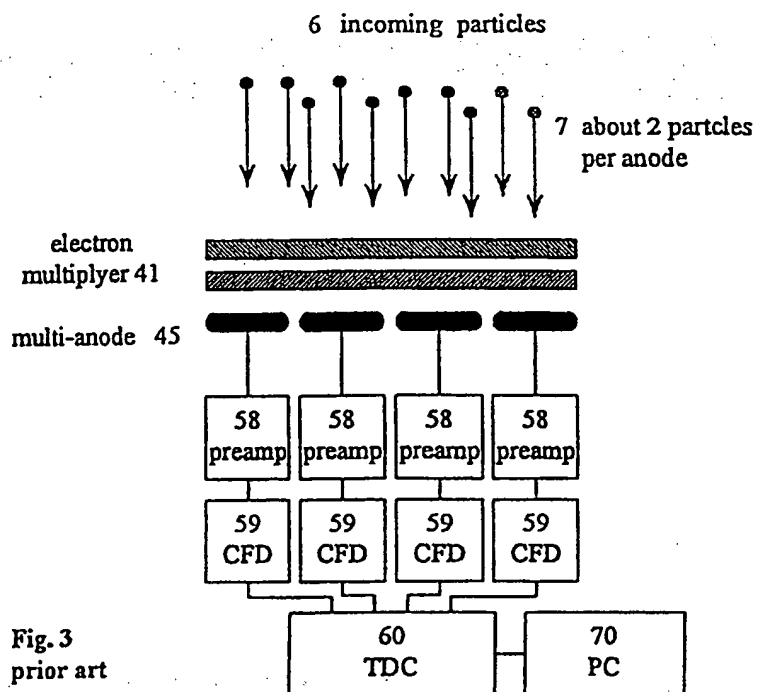 6 incoming particles
7 about 2 partcles
per anode
electron
multiplyer 41
multi-anode 45
58 58 58 58
preamp preamp preamp preamp
59 59 59 59
CFD CFD CFD CFD
Fig. 3
prior art
60
TDC
70
PC